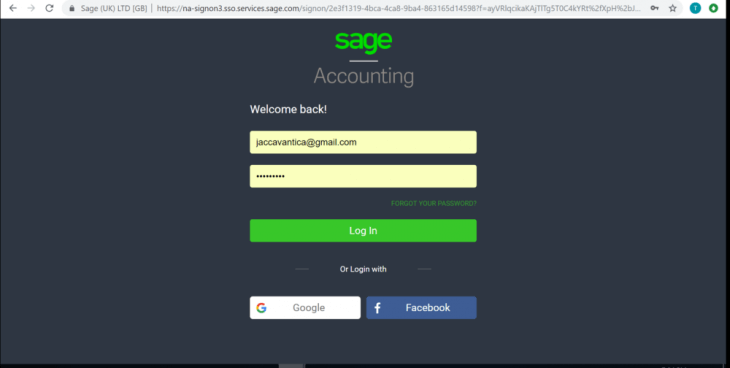 Sage (UK) LTD [GB] | https://na-signon3.sso.services.sage.com/signon/2e3f1319-4bca-4ca8-9ba4-863165d14598?f=ayVRIqcikaKAjTlTg5T0C4kYRt%2fXpH%2bJ...
T
sage
Accounting
Welcome back!
jaccavantica@gmail.com
•••••••••
FORGOT YOUR PASSWORD?
Log In
Or Login with
Google
Facebook